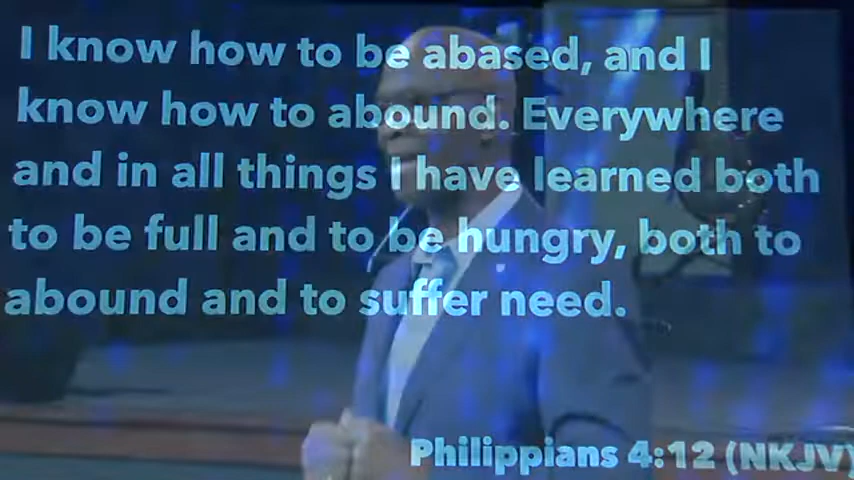 I know how to be abased, and I
know how to abound. Everywhere
and in all things I have learned both
to be full and to be hungry, both to
abound and to suffer need.
Philippians 4:12 (NKJV)